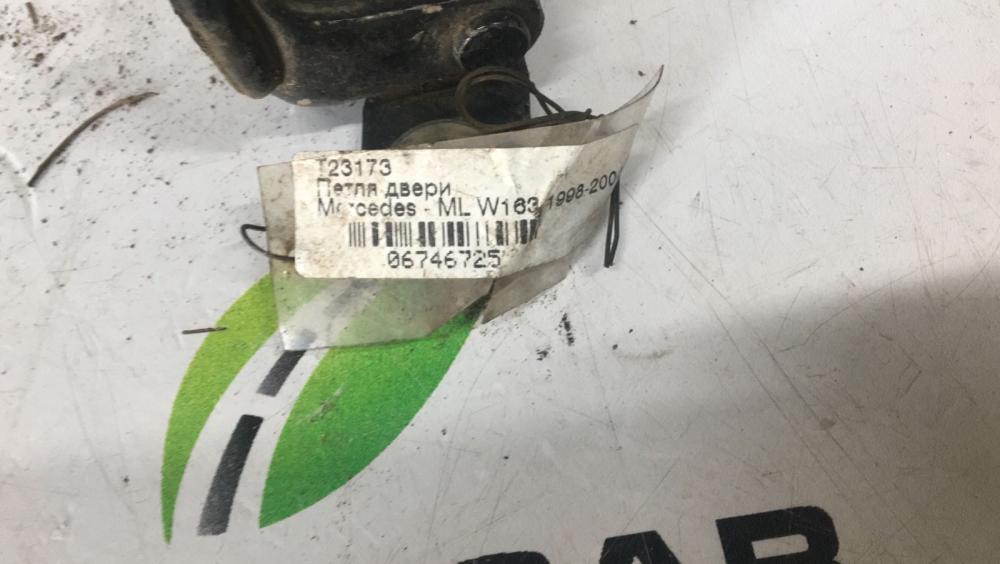 T23173
Петля двери
Mercedes - ML W163 1998-200
06746725